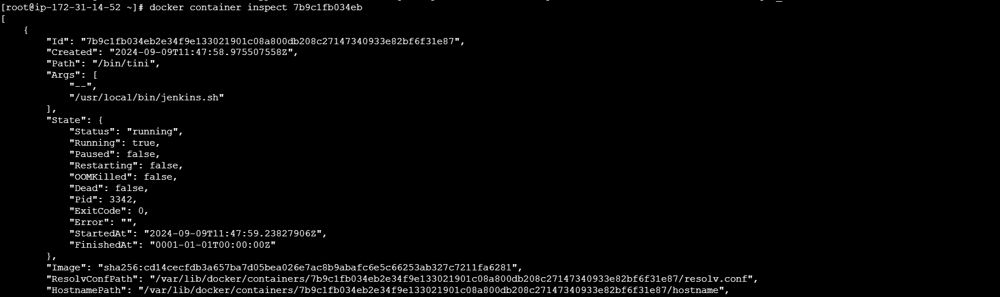 [root@ip-172-31-14-52 ~]# docker container inspect 7b9c1fb034eb
[
    {
        "Id": "7b9c1fb034eb2e34f9e133021901c08a800db208c27147340933e82bf6f31e87",
        "Created": "2024-09-09T11:47:58.975507558Z",
        "Path": "/bin/tini",
        "Args": [
            "--",
            "/usr/local/bin/jenkins.sh"
        ],
        "State": {
            "Status": "running",
            "Running": true,
            "Paused": false,
            "Restarting": false,
            "OOMKilled": false,
            "Dead": false,
            "Pid": 3342,
            "ExitCode": 0,
            "Error": "",
            "StartedAt": "2024-09-09T11:47:59.23827906Z",
            "FinishedAt": "0001-01-01T00:00:00Z"
        },
        "Image": "sha256:cd14cecfdb3a657ba7d05bea026e7ac8b9abafc6e5c66253ab327c7211fa6281",
        "ResolvConfPath": "/var/lib/docker/containers/7b9c1fb034eb2e34f9e133021901c08a800db208c27147340933e82bf6f31e87/resolv.conf",
        "HostnamePath": "/var/lib/docker/containers/7b9c1fb034eb2e34f9e133021901c08a800db208c27147340933e82bf6f31e87/hostname",